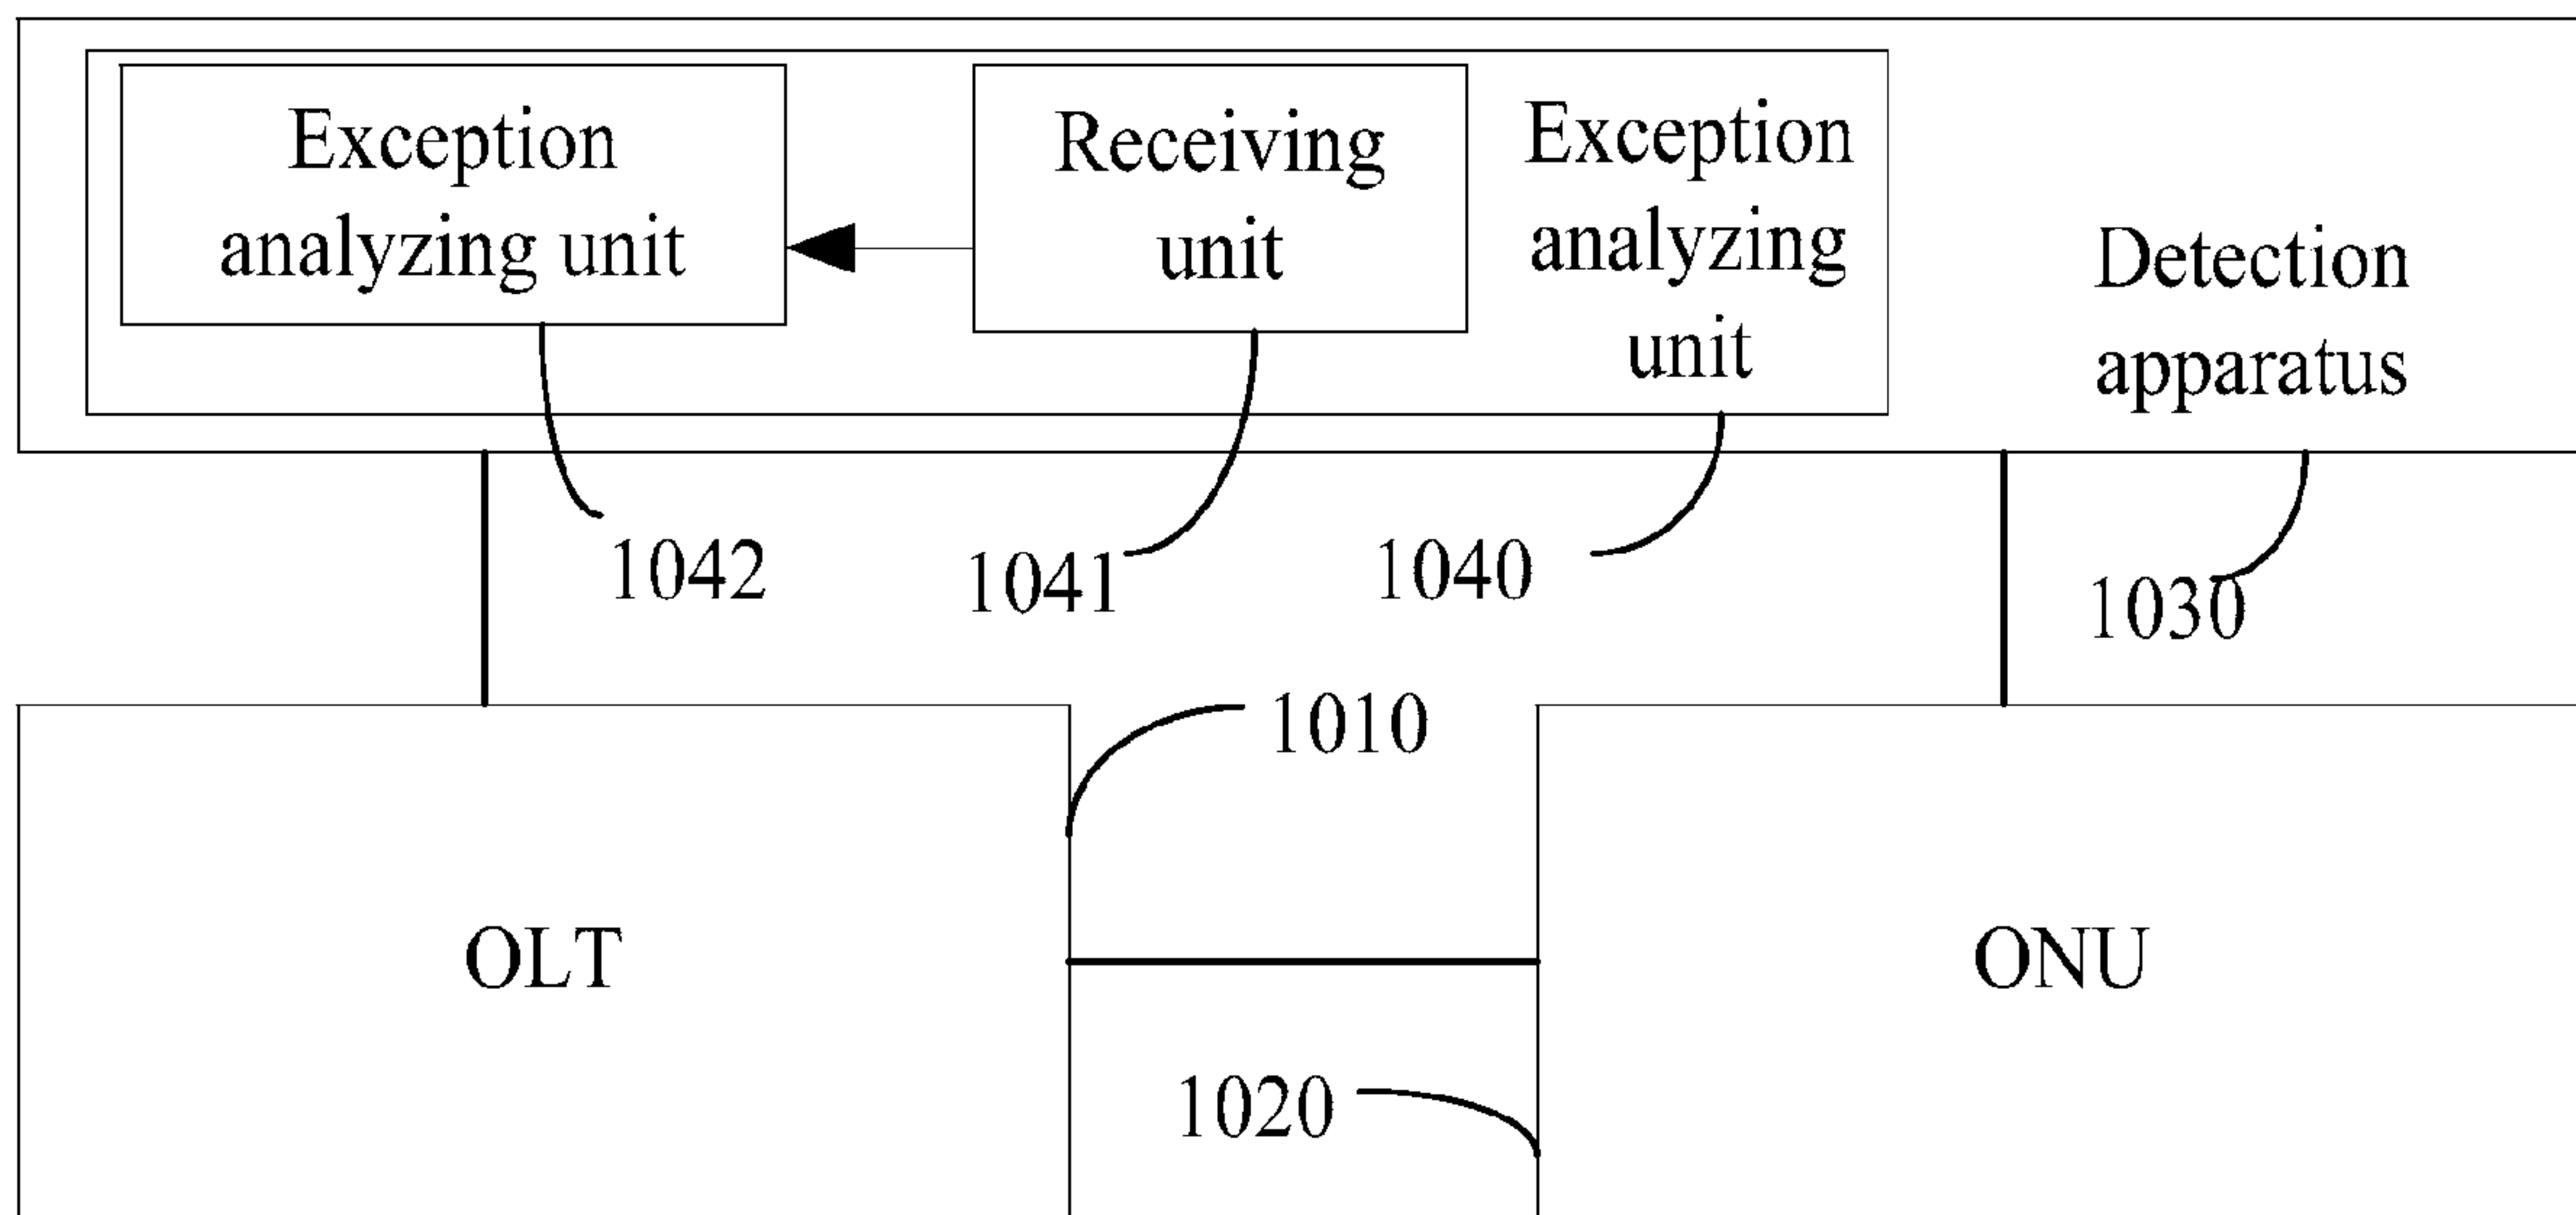 Exception
analyzing unit
Receiving
unit
Exception
analyzing
unit
Detection
apparatus
1042
1041
1040
1030
1010
OLT
ONU
1020